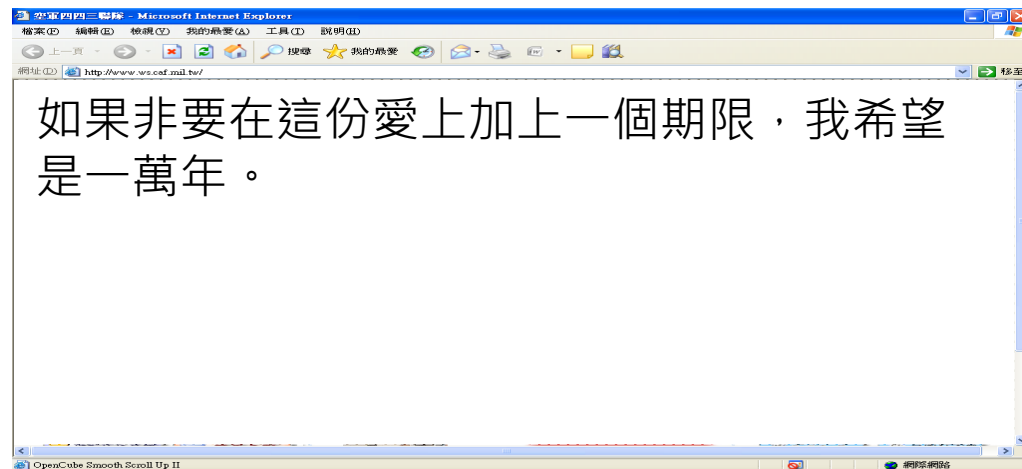 空軍四四三聯隊 - Microsoft Internet Explorer
檔案(F) 編輯(E) 檢視(V) 我的最愛(A) 工具(T) 說明(H)
上一頁 搜尋 我的最愛
網址(D) http://www.ws.caf.mil.tw/ 移至
如果非要在這份愛上加上一個期限，我希望
是一萬年。
OpenCube Smooth Scroll Up II 網際網路